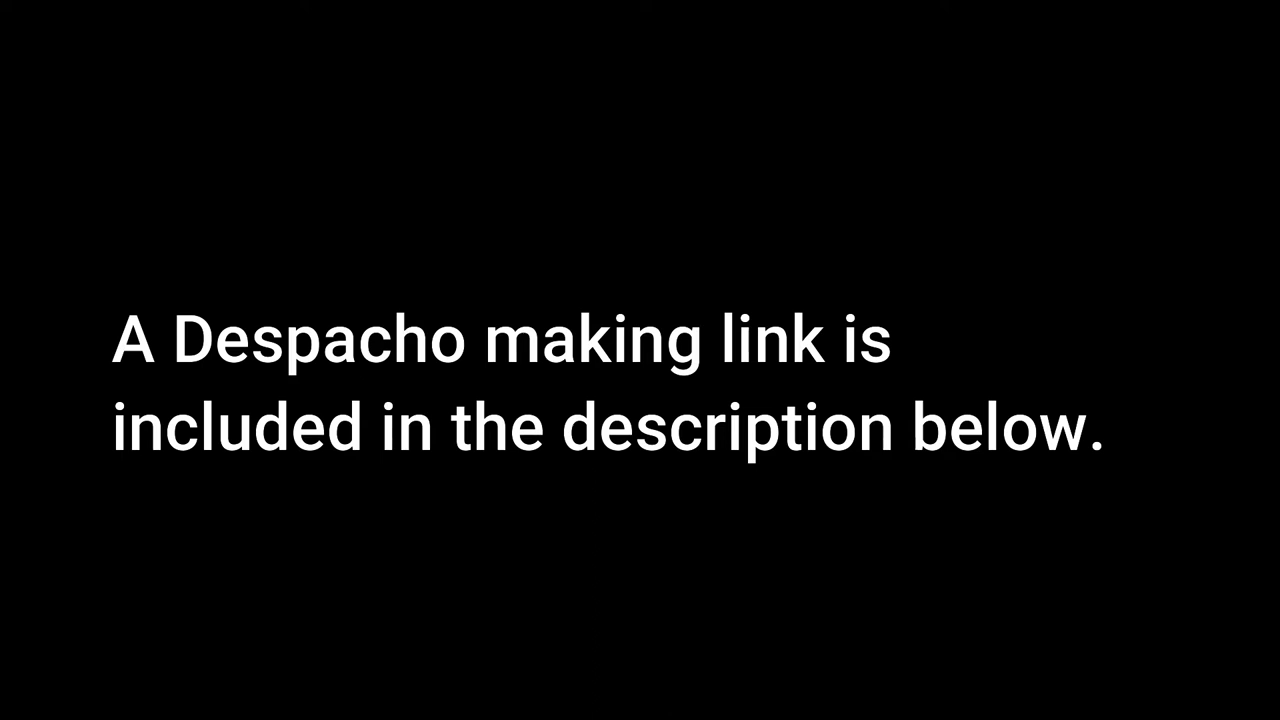 A Despacho making link is
included in the description below.